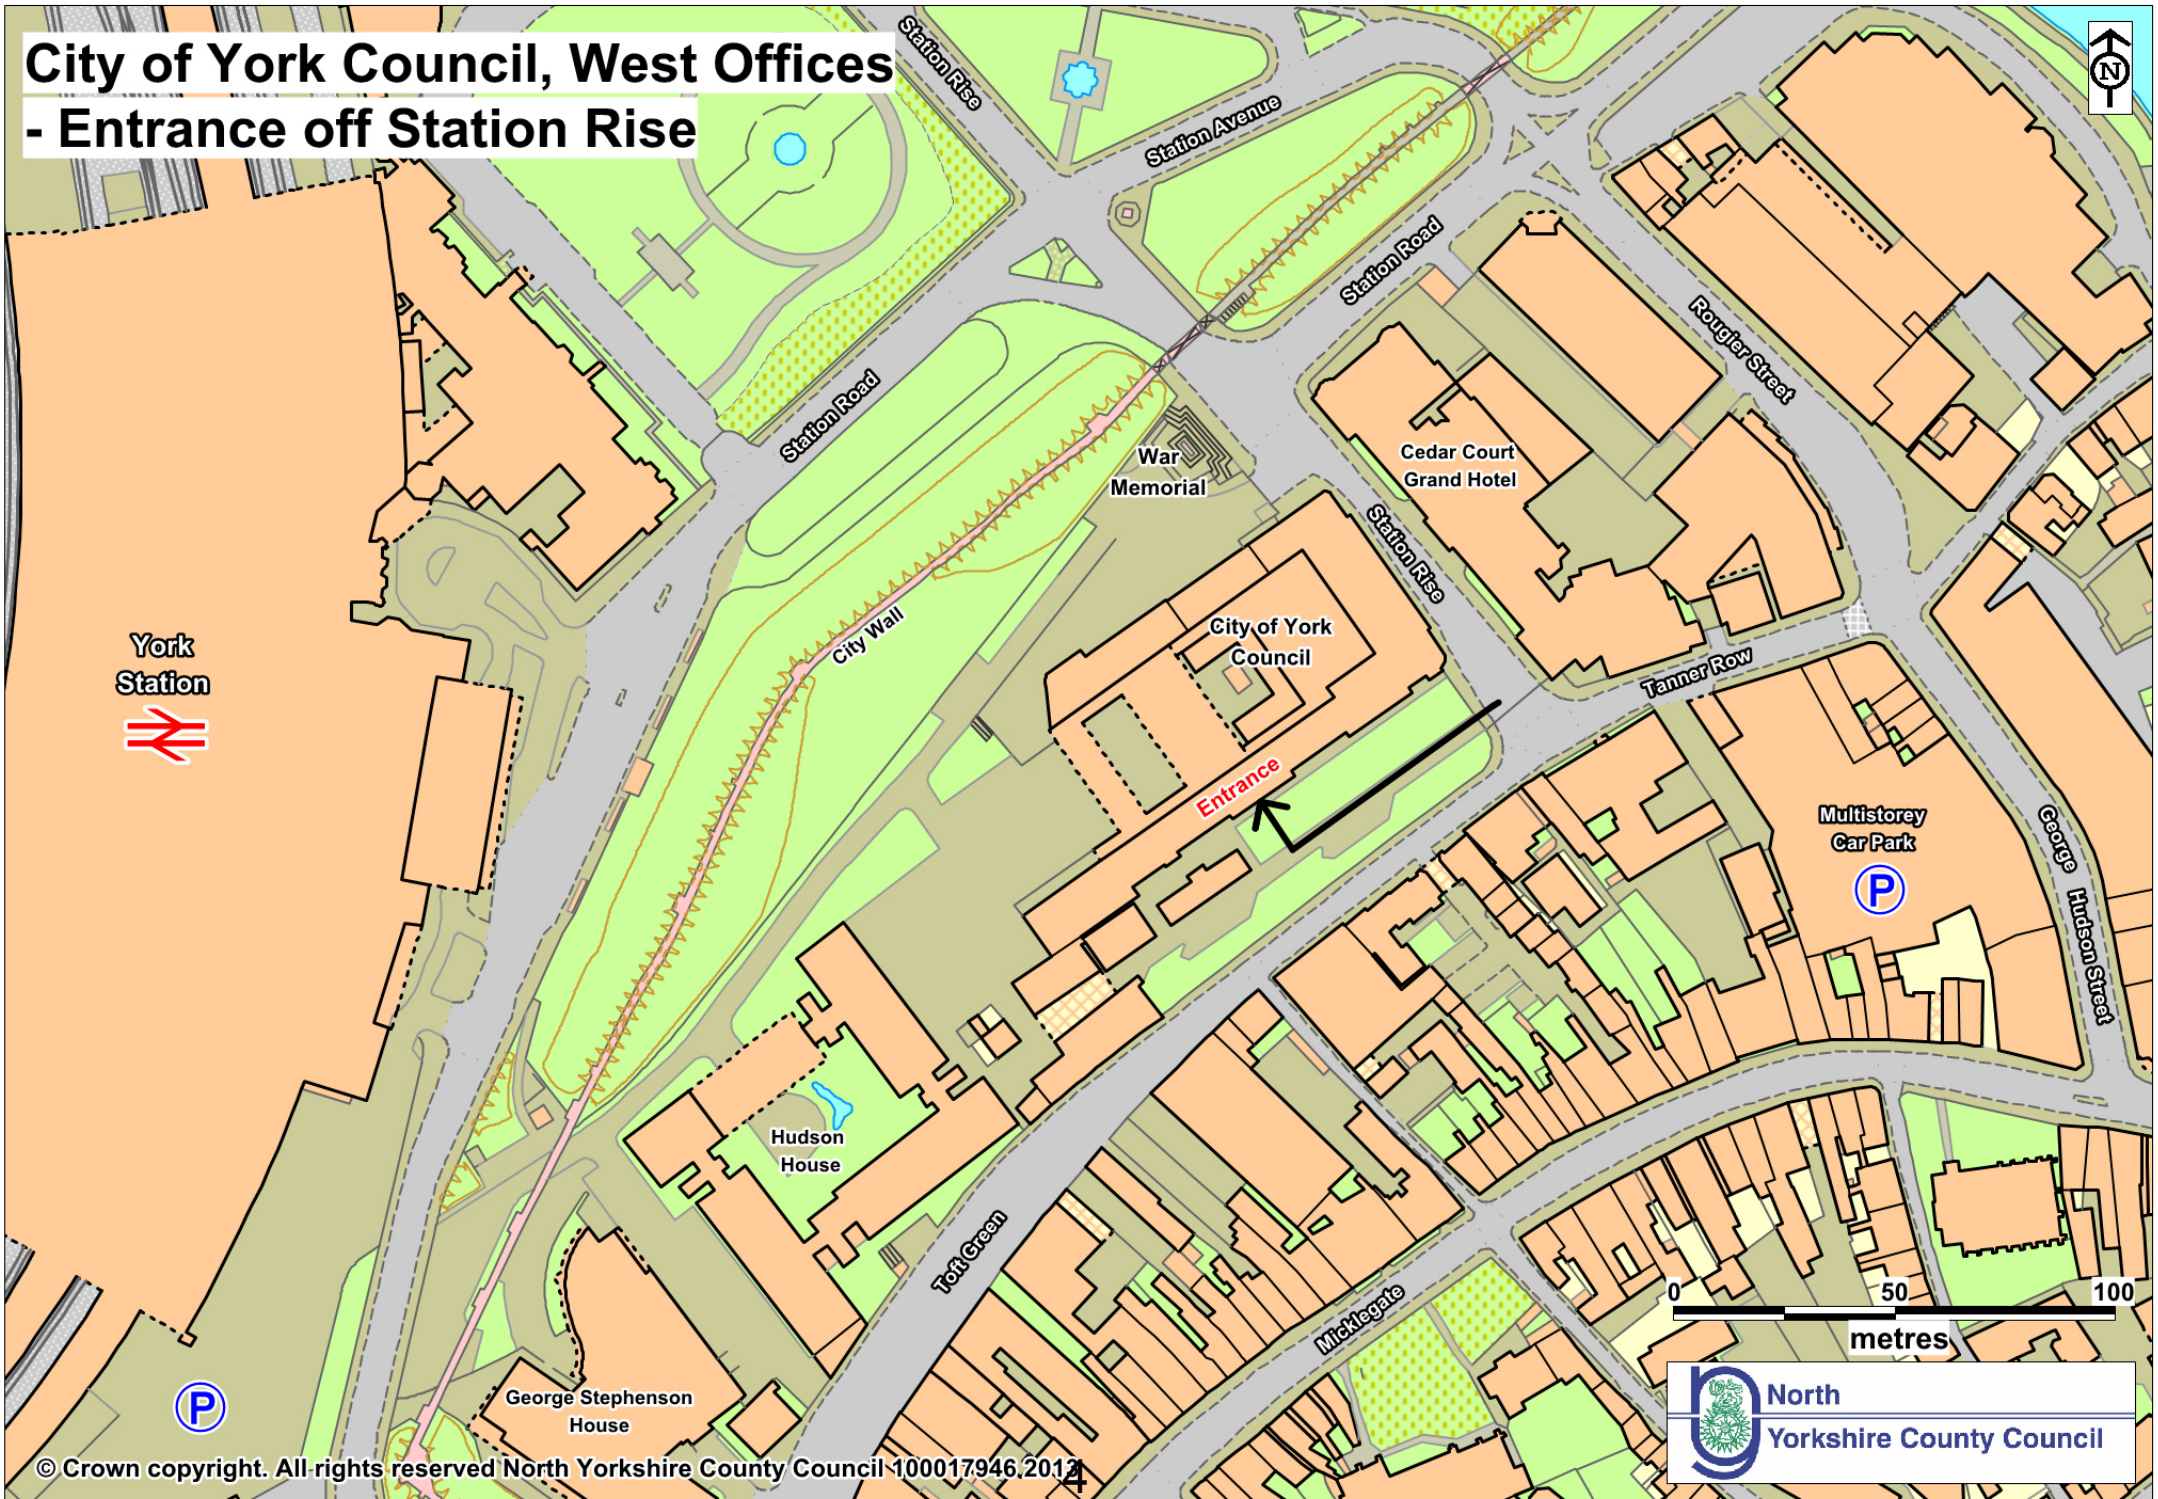 City of York Council, West Offices
- Entrance off Station Rise
Station Rise
Station Avenue
N
Station Road
Station Road
Rougier Street
War
Memorial
Cedar Court
Grand Hotel
Station Rise
City Wall
City of York
Council
York
Station
Tanner Row
Entrance
Multistorey
Car Park
P
George Hudson Street
Hudson
House
Toft Green
Micklegate
0 50 100
metres
P
George Stephenson
House
North
Yorkshire County Council
© Crown copyright. All rights reserved North Yorkshire County Council 100017946,2013
4